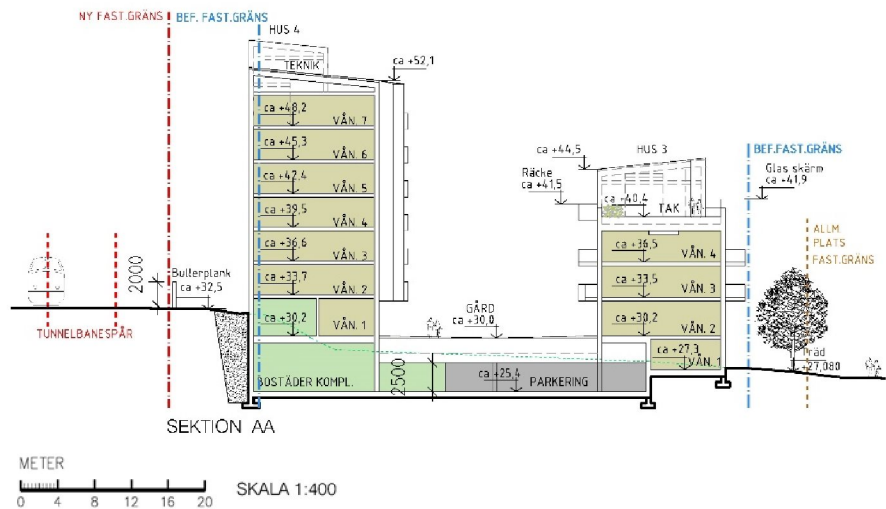 NY FAST.GRÄNS
BEF. FAST.GRÄNS
HUS 4
TEKNIK
ca +52,1
ca +48,2
VÅN. 7
ca +45,3
VÅN. 6
ca +42,4
VÅN. 5
ca +39,5
VÅN. 4
ca +36,6
VÅN. 3
ca +33,7
VÅN. 2
ca +30,2
VÅN. 1
BOSTÄDER KOMPL.
2000
Bullerplank
ca +32,5
TUNNELBANESPÅR
GÅRD
ca +30,0
2500
ca +25,4
PARKERING
HUS 3
ca +44,5
Räcke
ca +41,5
ca +40,4
TAK
ca +36,5
VÅN. 4
ca +33,5
VÅN. 3
ca +30,2
VÅN. 2
ca +27,3
VÅN. 1
BEF.FAST.GRÄNS
Glas skärm
ca +41,9
ALLM
PLATS
FAST.GRÄNS
Träd
+27,080
SEKTION AA
METER
0 4 8 12 16 20
SKALA 1:400